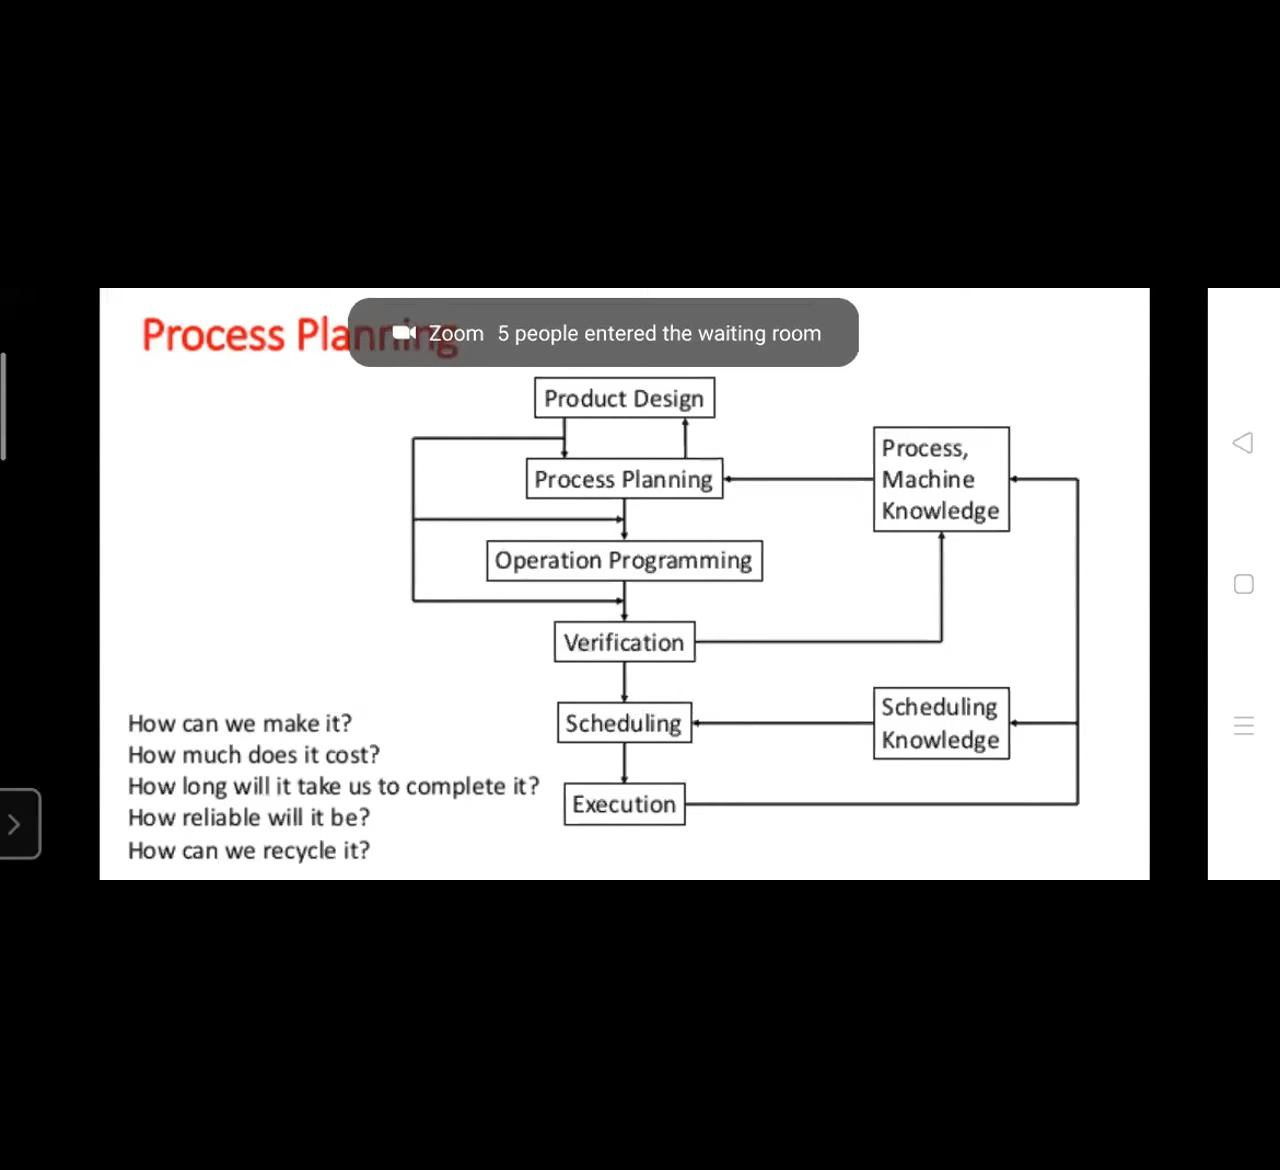 Process Planning
Zoom 5 people entered the waiting room
Product Design
Process Planning
Operation Programming
Verification
Scheduling
Execution
Process,
Machine
Knowledge
Scheduling
Knowledge
How can we make it?
How much does it cost?
How long will it take us to complete it?
How reliable will it be?
How can we recycle it?